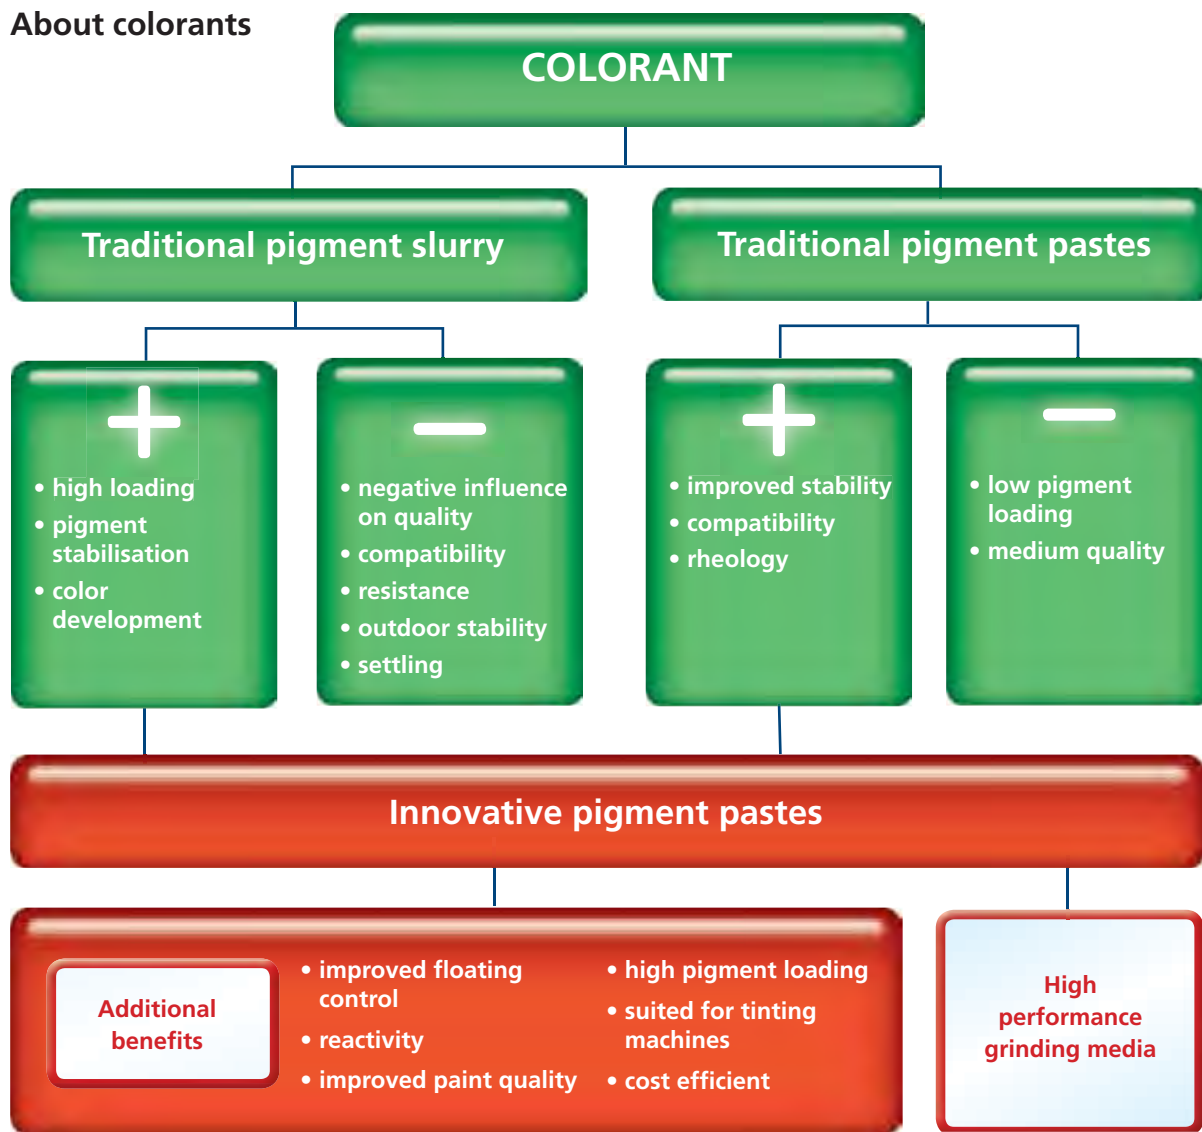 About colorants
COLORANT
Traditional pigment slurry
Traditional pigment pastes
+
• high loading
• pigment
stabilisation
• color
development
–
• negative influence
on quality
• compatibility
• resistance
• outdoor stability
• settling
+
• improved stability
• compatibility
• rheology
–
• low pigment
loading
• medium quality
Innovative pigment pastes
Additional
benefits
• improved floating
control
• reactivity
• improved paint quality
• high pigment loading
• suited for tinting
machines
• cost efficient
High
performance
grinding media